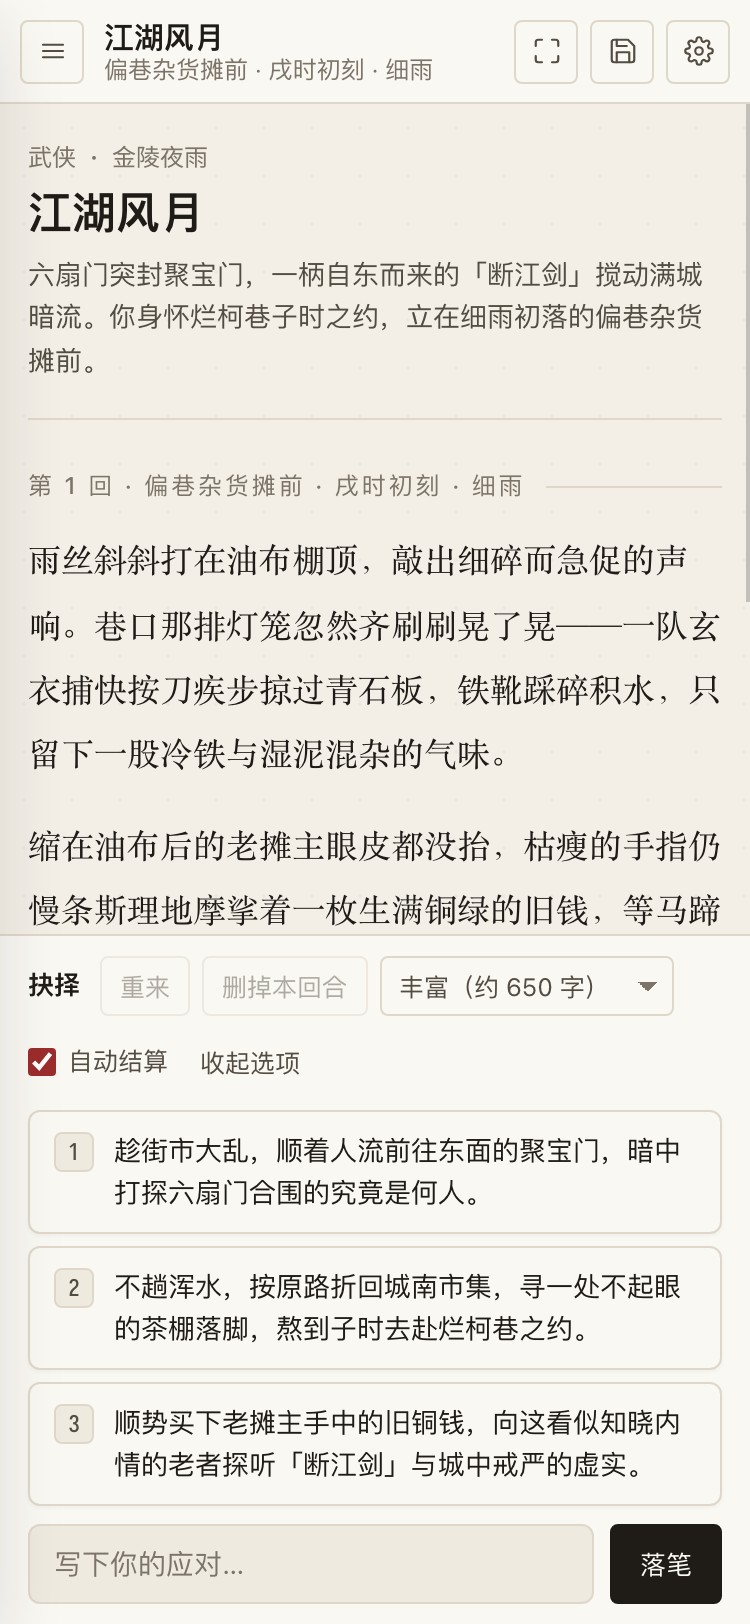 江湖风月
偏巷杂货摊前 · 戌时初刻 · 细雨
武侠 · 金陵夜雨
江湖风月
六扇门突封聚宝门，一柄自东而来的「断江剑」搅动满城
暗流。你身怀烂柯巷子时之约，立在细雨初落的偏巷杂货
摊前。
第 1 回 · 偏巷杂货摊前 · 戌时初刻 · 细雨
雨丝斜斜打在油布棚顶，敲出细碎而急促的声
响。巷口那排灯笼忽然齐刷刷晃了晃——一队玄
衣捕快按刀疾步掠过青石板，铁靴踩碎积水，只
留下一股冷铁与湿泥混杂的气味。
缩在油布后的老摊主眼皮都没抬，枯瘦的手指仍
慢条斯理地摩挲着一枚生满铜绿的旧钱，等马蹄
抉择 重来 删掉本回合 丰富（约 650 字）
自动结算 收起选项
1 趁街市大乱，顺着人流前往东面的聚宝门，暗中
打探六扇门合围的究竟是何人。
2 不趟浑水，按原路折回城南市集，寻一处不起眼
的茶棚落脚，熬到子时去赴烂柯巷之约。
3 顺势买下老摊主手中的旧铜钱，向这看似知晓内
情的老者探听「断江剑」与城中戒严的虚实。
写下你的应对... 落笔